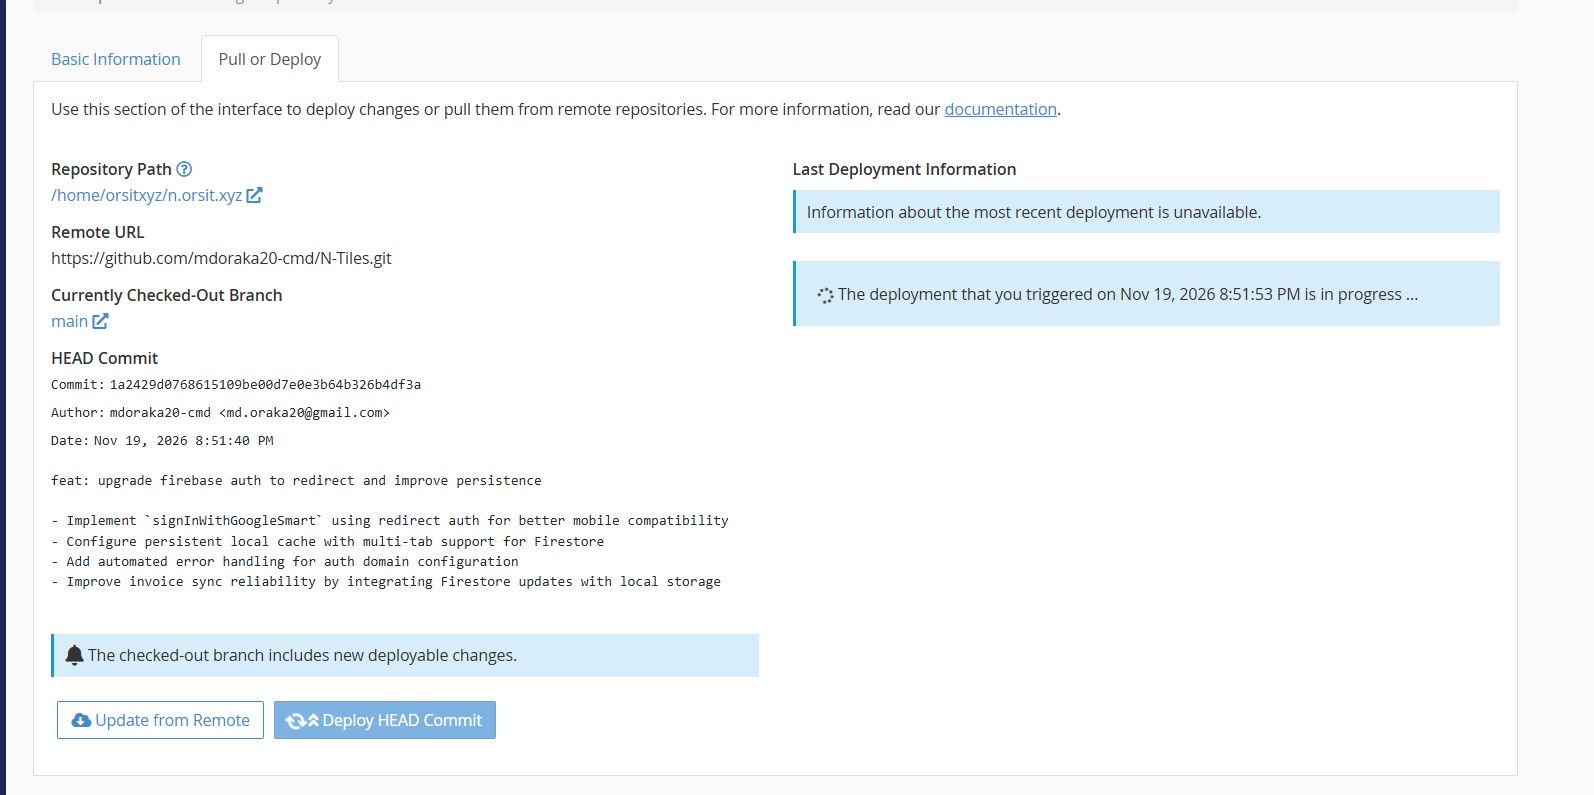 Basic Information
Pull or Deploy
Use this section of the interface to deploy changes or pull them from remote repositories. For more information, read our documentation.
Repository Path
/home/orsitxyz/n.orsit.xyz
Remote URL
https://github.com/mdoraka20-cmd/N-Tiles.git
Currently Checked-Out Branch
main
HEAD Commit
Commit: 1a2429d0768615109be00d7e0e3b64b326b4df3a
Author: mdoraka20-cmd <md.oraka20@gmail.com>
Date: Nov 19, 2026 8:51:40 PM
feat: upgrade firebase auth to redirect and improve persistence
- Implement `signInWithGoogleSmart` using redirect auth for better mobile compatibility
- Configure persistent local cache with multi-tab support for Firestore
- Add automated error handling for auth domain configuration
- Improve invoice sync reliability by integrating Firestore updates with local storage
The checked-out branch includes new deployable changes.
Update from Remote
Deploy HEAD Commit
Last Deployment Information
Information about the most recent deployment is unavailable.
The deployment that you triggered on Nov 19, 2026 8:51:53 PM is in progress ...